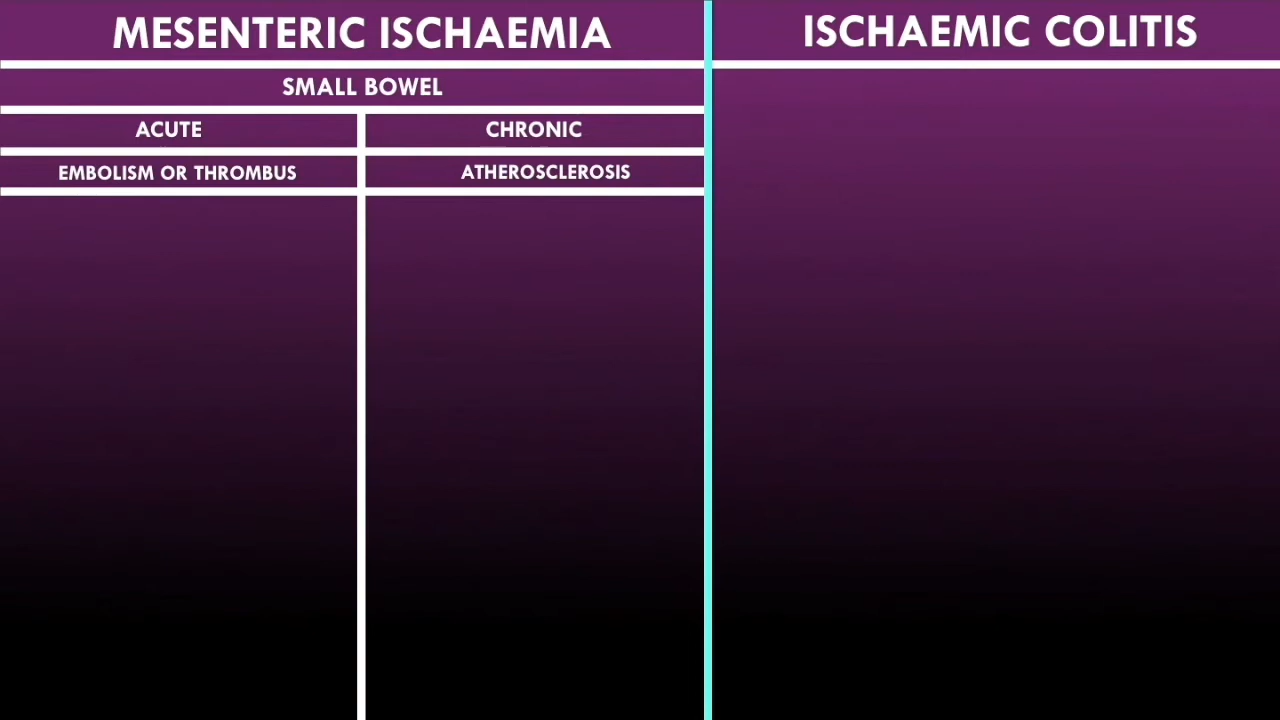 MESENTERIC ISCHAEMIA
ISCHAEMIC COLITIS
SMALL BOWEL
ACUTE
CHRONIC
EMBOLISM OR THROMBUS
ATHEROSCLEROSIS